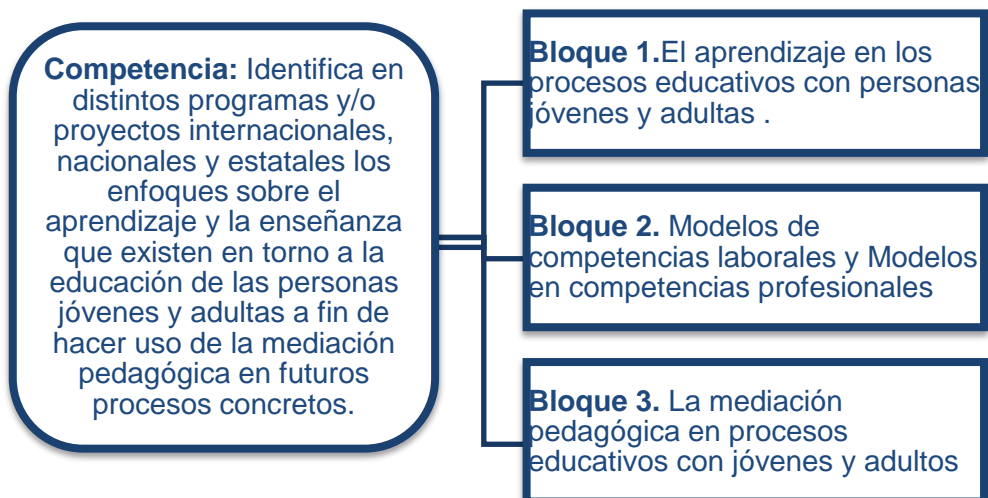 Competencia: Identifica en
distintos programas y/o
proyectos internacionales,
nacionales y estatales los
enfoques sobre el
aprendizaje y la enseñanza
que existen en torno a la
educación de las personas
jóvenes y adultas a fin de
hacer uso de la mediación
pedagógica en futuros
procesos concretos.
Bloque 1.El aprendizaje en los
procesos educativos con personas
jóvenes y adultas .
Bloque 2. Modelos de
competencias laborales y Modelos
en competencias profesionales
Bloque 3. La mediación
pedagógica en procesos
educativos con jóvenes y adultos